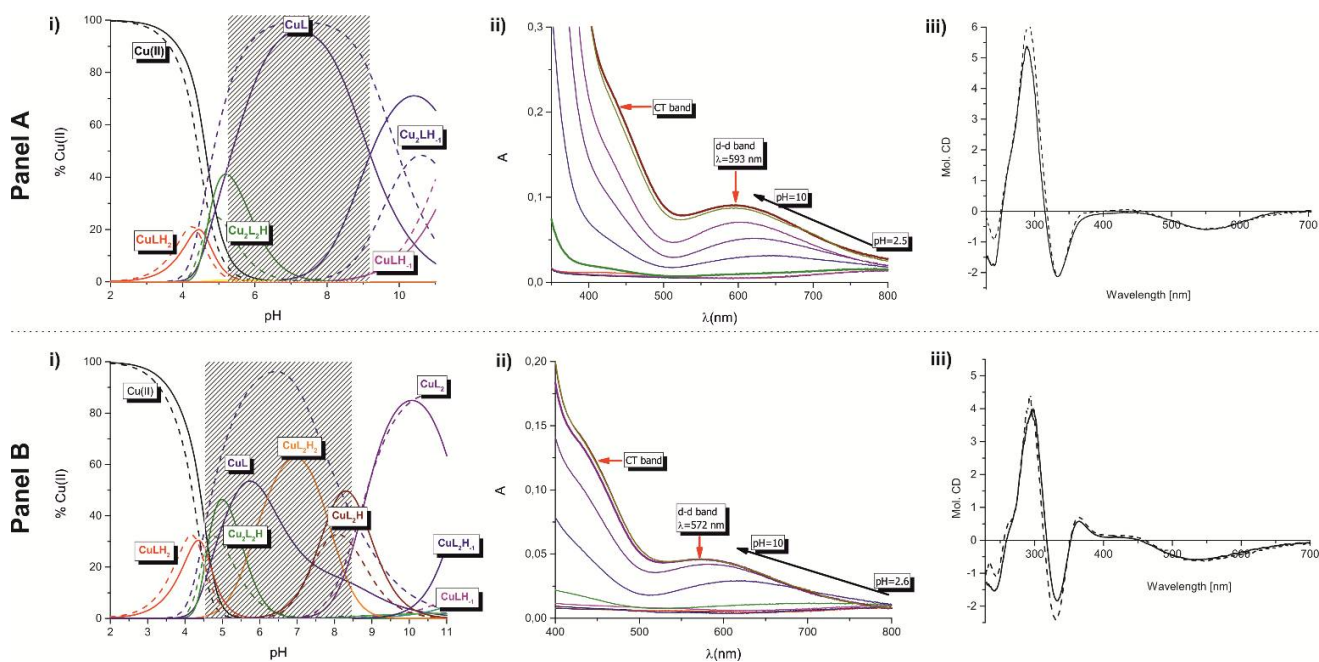 Panel A
i)
100
80
60
40
20
0
% Cu(II)
2
4
6
8
10
pH
Cu(II)
CuL
CuLH₂
Cu₂L₂H
Cu₂LH₋₁
CuLH₋₁
ii)
0,3
0,2
0,1
0,0
A
400
500
600
700
800
λ(nm)
CT band
d-d band
λ=593 nm
pH=10
pH=2.5
iii)
6
5
4
3
2
1
0
-1
-2
Mol. CD
300
400
500
600
700
Wavelength [nm]
Panel B
i)
100
80
60
40
20
0
% Cu(II)
2
3
4
5
6
7
8
9
10
11
pH
Cu(II)
CuL
CuL₂H₂
CuL₂
CuLH₂
Cu₂L₂H
CuL₂H
CuL₂H₋₁
CuLH₋₁
ii)
0,20
0,15
0,10
0,05
0,00
A
400
500
600
700
800
λ(nm)
CT band
d-d band
λ=572 nm
pH=10
pH=2.6
iii)
5
4
3
2
1
0
-1
-2
Mol. CD
300
400
500
600
700
Wavelength [nm]